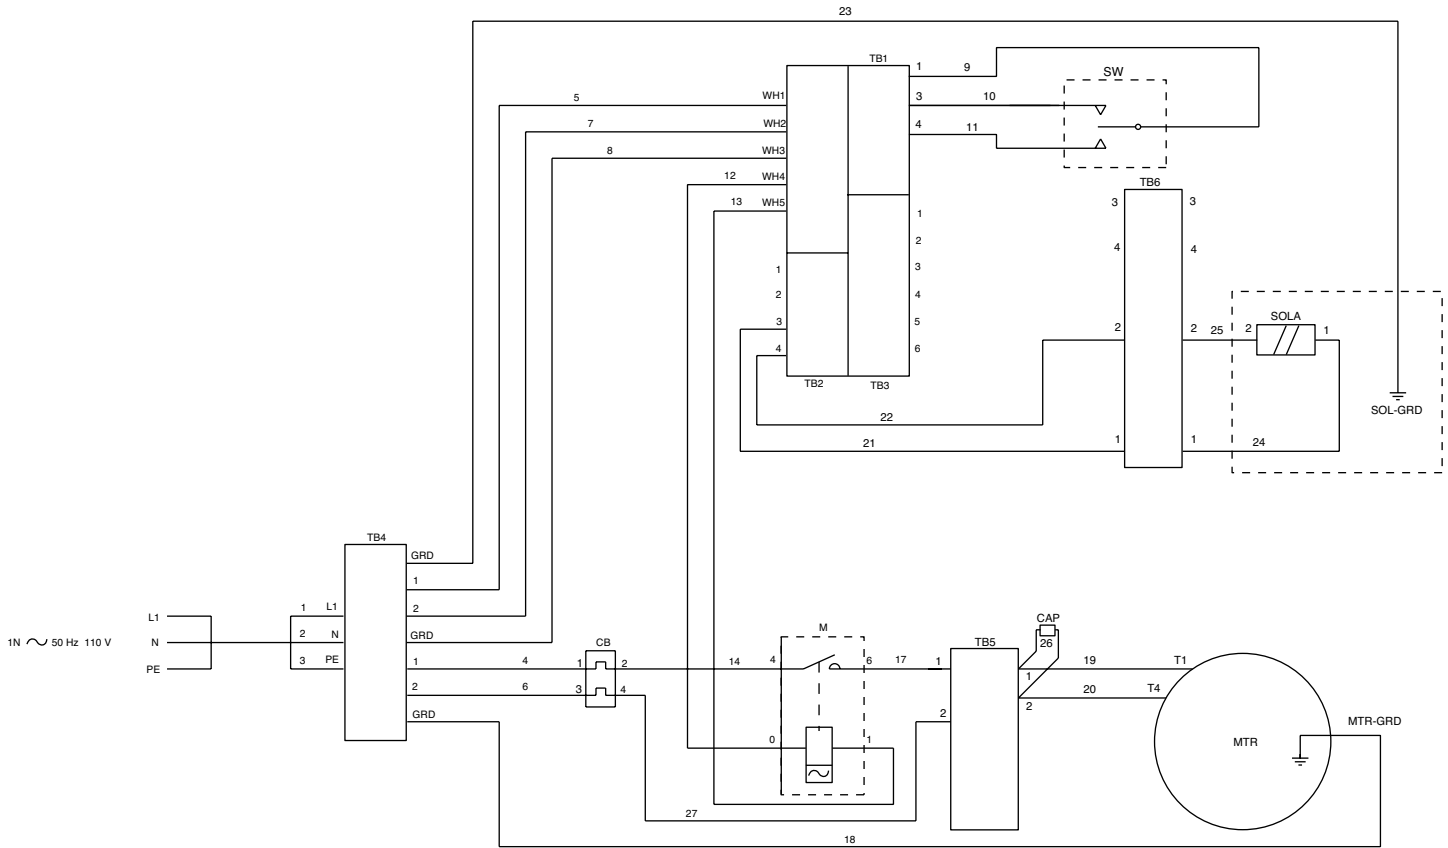 23
TB1
1
9
SW
WH1
3
10
5
WH2
4
11
7
WH3
8
WH4
12
WH5
13
TB6
3
3
4
4
1
2
3
4
5
6
1
2
3
4
TB2
TB3
2
2
25
2
SOLA
1
SOL-GRD
22
21
1
1
24
TB4
GRD
1
2
GRD
1
2
GRD
L1
N
PE
1N 50 Hz 110 V
1
L1
2
N
3
PE
4
6
CB
1
2
3
4
14
M
4
6
17
0
1
27
18
TB5
1
2
1
2
CAP
26
19
20
T1
T4
MTR
MTR-GRD